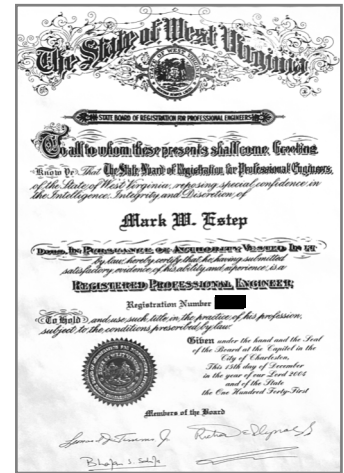 The State of West Virginia
STATE BOARD OF REGISTRATION FOR PROFESSIONAL ENGINEERS
To all to whom these presents shall come, Greeting
Know Ye, That The State Board of Registration for Professional Engineers,
of the State of West Virginia, reposing special confidence in
the Intelligence, Integrity and Discretion of
Mark W. Estep
DOES, IN PURSUANCE OF AUTHORITY VESTED IN IT
by law, hereby certify that he having submitted
satisfactory evidence of his ability and experience, is a
REGISTERED PROFESSIONAL ENGINEER,
Registration Number
To Hold and use such title in the practice of his profession,
subject to the conditions prescribed by law.
Given under the hand and the Seal
of the Board at the Capitol in the
City of Charleston,
This 15th day of December
in the year of our Lord 2004
and of the State
the One Hundred Forty-First
Members of the Board